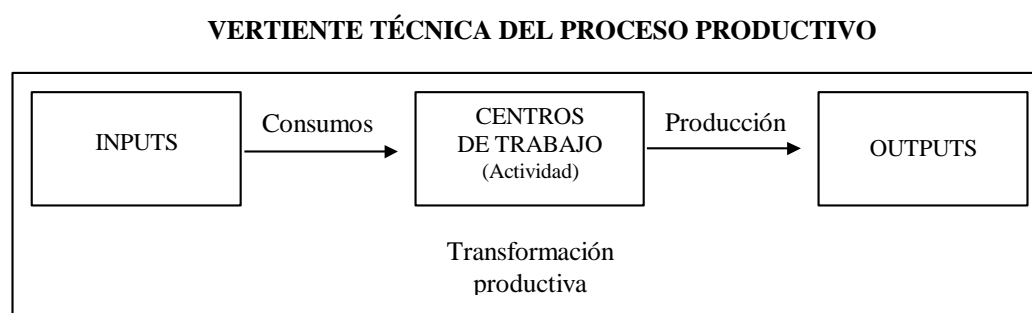 VERTIENTE TÉCNICA DEL PROCESO PRODUCTIVO
INPUTS
Consumos
CENTROS
DE TRABAJO
(Actividad)
Producción
OUTPUTS
Transformación
productiva